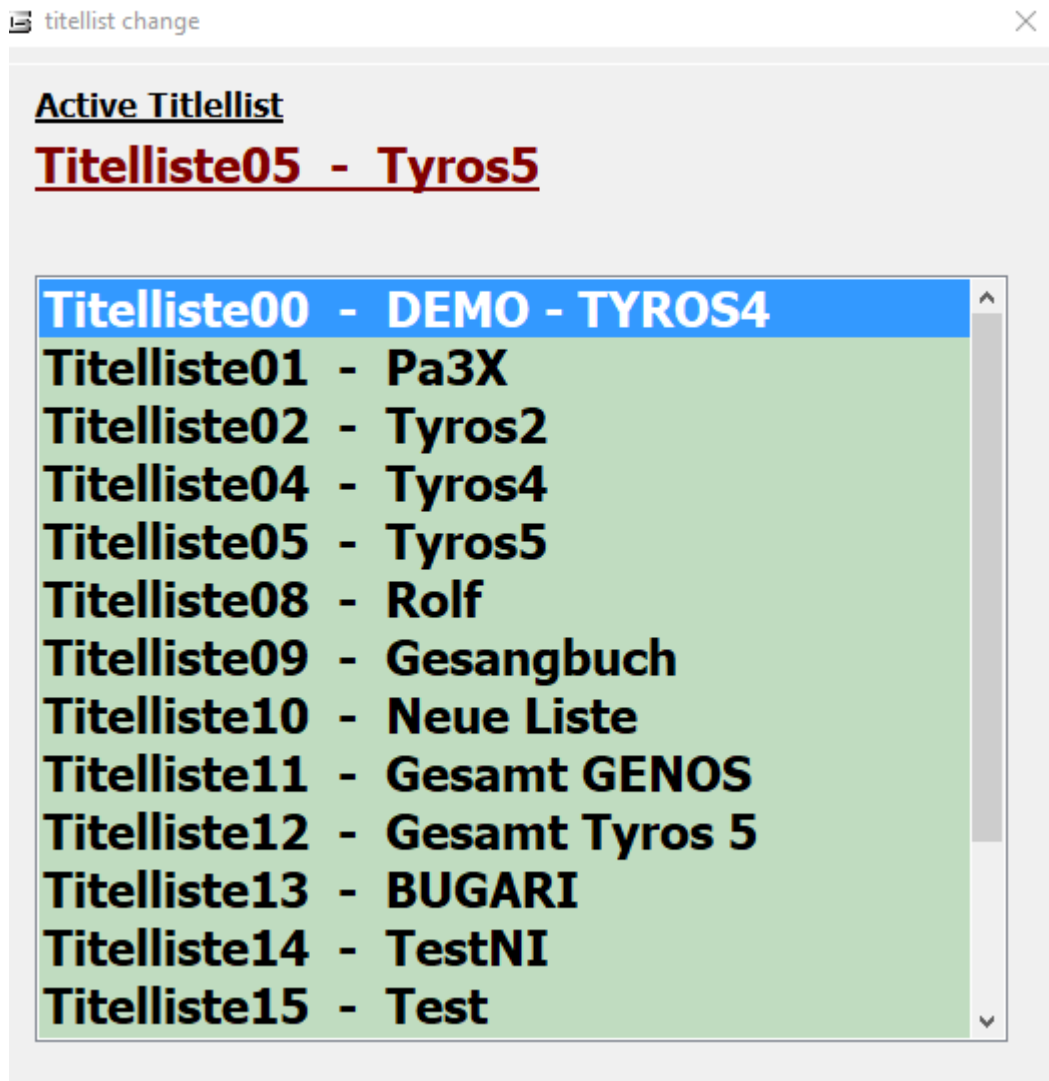 titellist change
Active Titlellist
Titelliste05 - Tyros5
Titelliste00 - DEMO - TYROS4
Titelliste01 - Pa3X
Titelliste02 - Tyros2
Titelliste04 - Tyros4
Titelliste05 - Tyros5
Titelliste08 - Rolf
Titelliste09 - Gesangbuch
Titelliste10 - Neue Liste
Titelliste11 - Gesamt GENOS
Titelliste12 - Gesamt Tyros 5
Titelliste13 - BUGARI
Titelliste14 - TestNI
Titelliste15 - Test